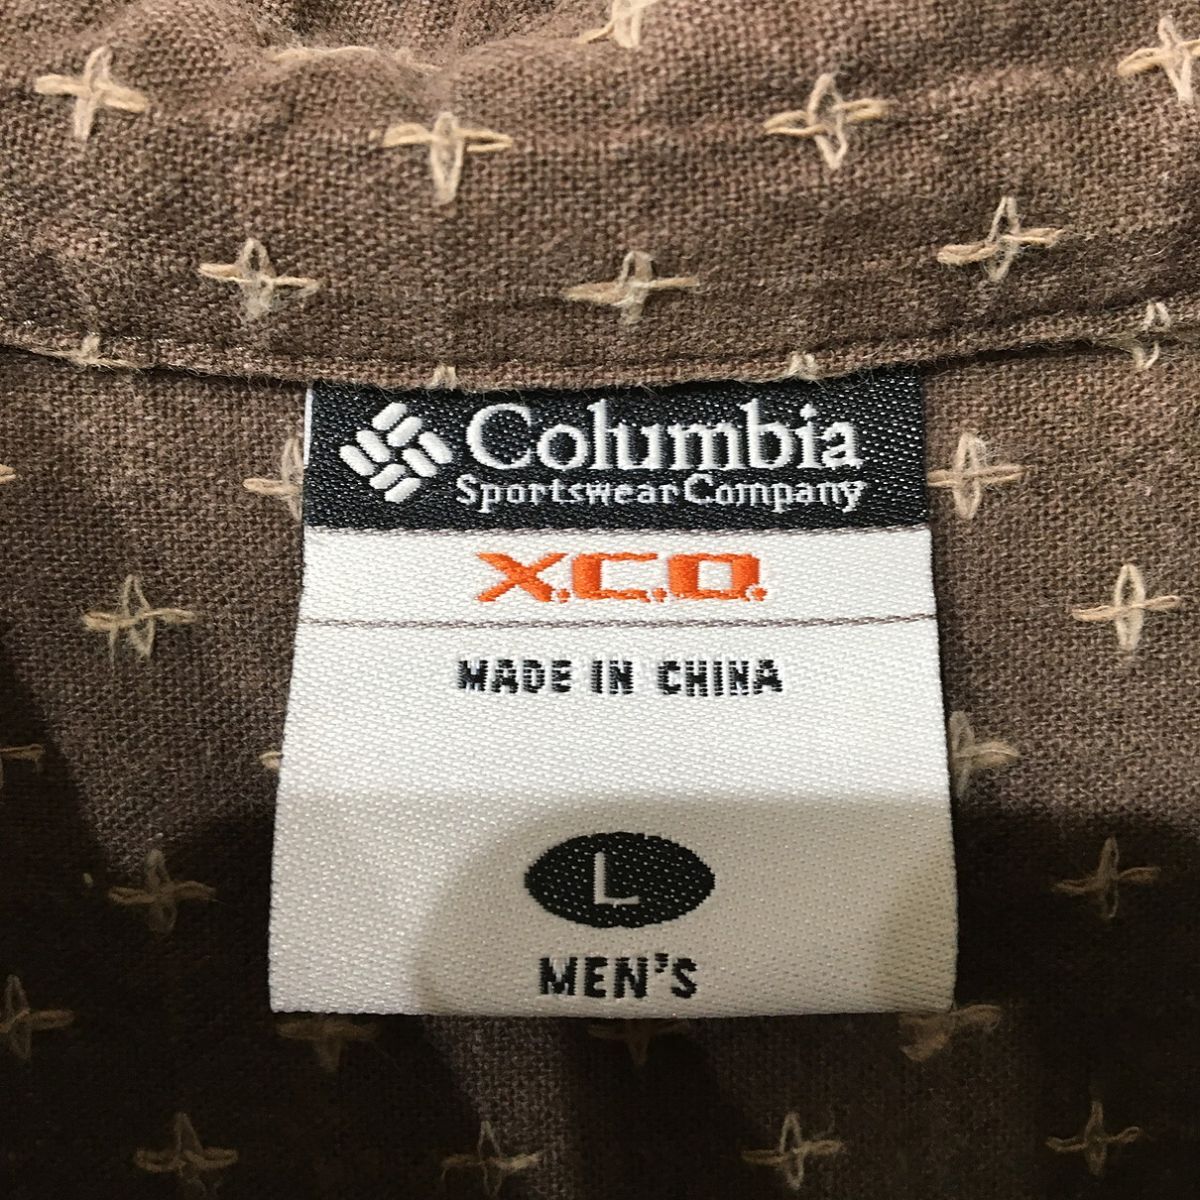 Columbia
Sportswear Company
X.C.O.
MADE IN CHINA
L
MEN'S